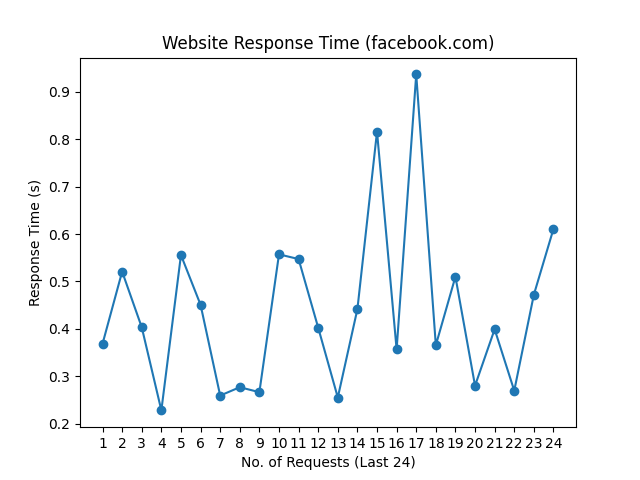 Website Response Time (facebook.com)
Response Time (s)
0.9
0.8
0.7
0.6
0.5
0.4
0.3
0.2
1 2 3 4 5 6 7 8 9 10 11 12 13 14 15 16 17 18 19 20 21 22 23 24
No. of Requests (Last 24)